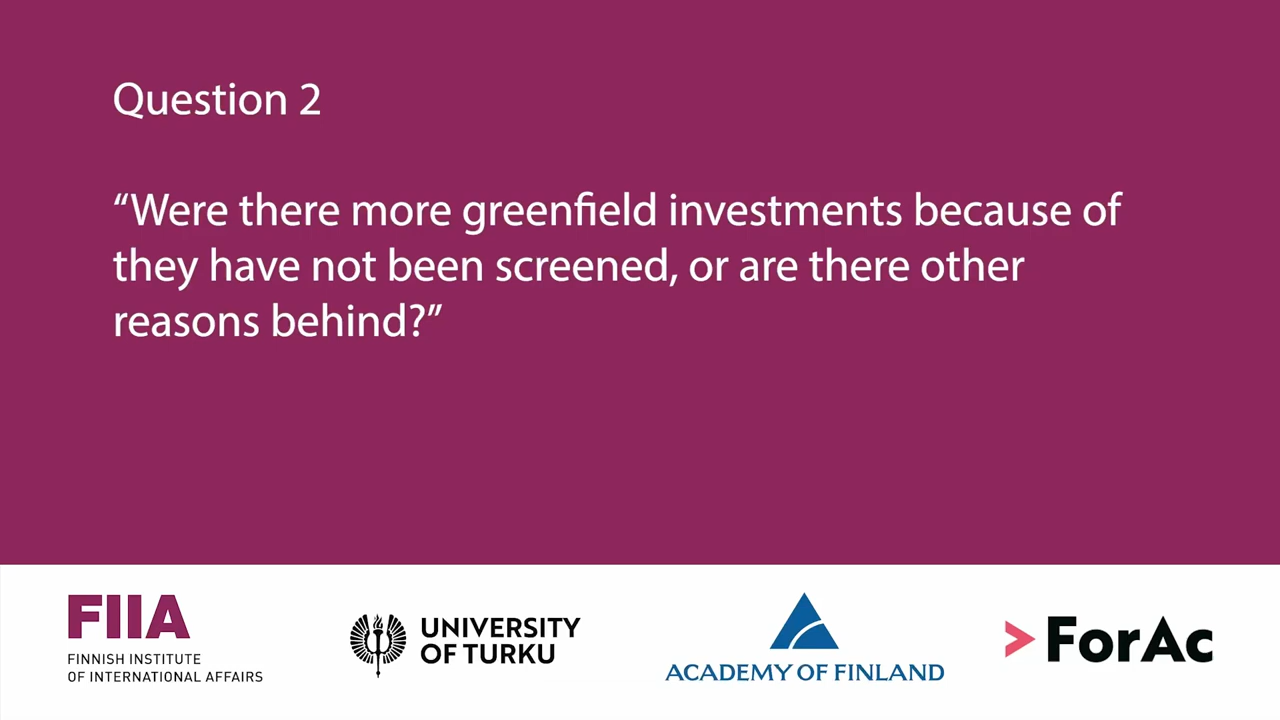 Question 2
“Were there more greenfield investments because of
they have not been screened, or are there other
reasons behind?”
FIIA
FINNISH INSTITUTE
OF INTERNATIONAL AFFAIRS
UNIVERSITY
OF TURKU
ACADEMY OF FINLAND
>ForAc